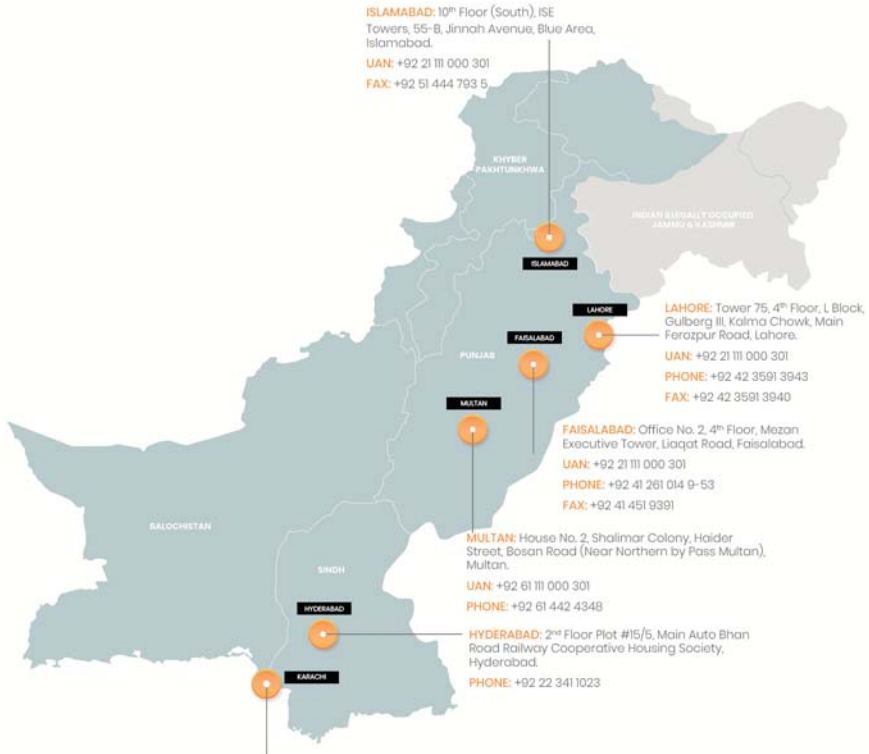 ISLAMABAD: 10th Floor (South), ISE
Towers, 55-B, Jinnah Avenue, Blue Area,
Islamabad.
UAN: +92 21 111 000 301
FAX: +92 51 444 793 5
KHYBER
PAKHTUNKHWA
INDIAN ILLEGALLY OCCUPIED
JAMMU & KASHMIR
ISLAMABAD
LAHORE
LAHORE: Tower 75, 4th Floor, L Block,
Gulberg III, Kalma Chowk, Main
Ferozpur Road, Lahore.
UAN: +92 21 111 000 301
PHONE: +92 42 3591 3943
FAX: +92 42 3591 3940
FAISALABAD
PUNJAB
MULTAN
FAISALABAD: Office No. 2, 4th Floor, Mezan
Executive Tower, Liaqat Road, Faisalabad.
UAN: +92 21 111 000 301
PHONE: +92 41 261 014 9-53
FAX: +92 41 451 9391
BALOCHISTAN
MULTAN: House No. 2, Shalimar Colony, Haider
Street, Bosan Road (Near Northern by Pass Multan),
Multan.
UAN: +92 61 111 000 301
PHONE: +92 61 442 4348
SINDH
HYDERABAD
HYDERABAD: 2nd Floor Plot #15/5, Main Auto Bhan
Road Railway Cooperative Housing Society,
Hyderabad.
PHONE: +92 22 341 1023
KARACHI